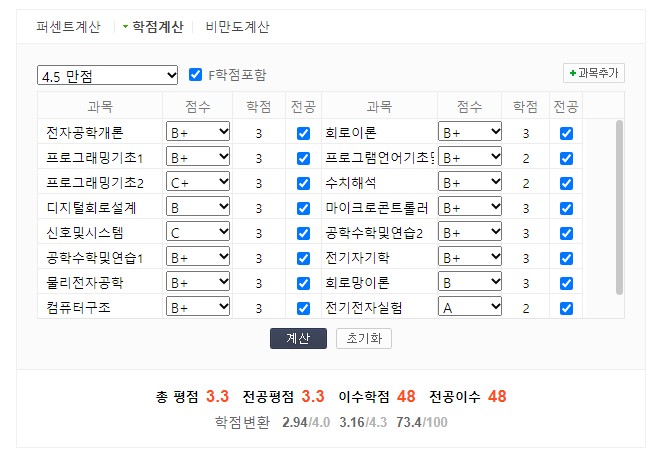 퍼센트계산 학점계산 비만도계산
4.5 만점 F학점포함 과목추가
과목 점수 학점 전공 과목 점수 학점 전공
전자공학개론 B+ 3 회로이론 B+ 3
프로그래밍기초1 B+ 3 프로그램언어기초및 B+ 2
프로그래밍기초2 C+ 3 수치해석 B+ 2
디지털회로설계 B 3 마이크로콘트롤러 B+ 3
신호및시스템 C 3 공학수학및연습2 B+ 3
공학수학및연습1 B+ 3 전기자기학 B+ 3
물리전자공학 B+ 3 회로망이론 B 3
컴퓨터구조 B+ 3 전기전자실험 A 2
계산 초기화
총 평점 3.3 전공평점 3.3 이수학점 48 전공이수 48
학점변환 2.94/4.0 3.16/4.3 73.4/100